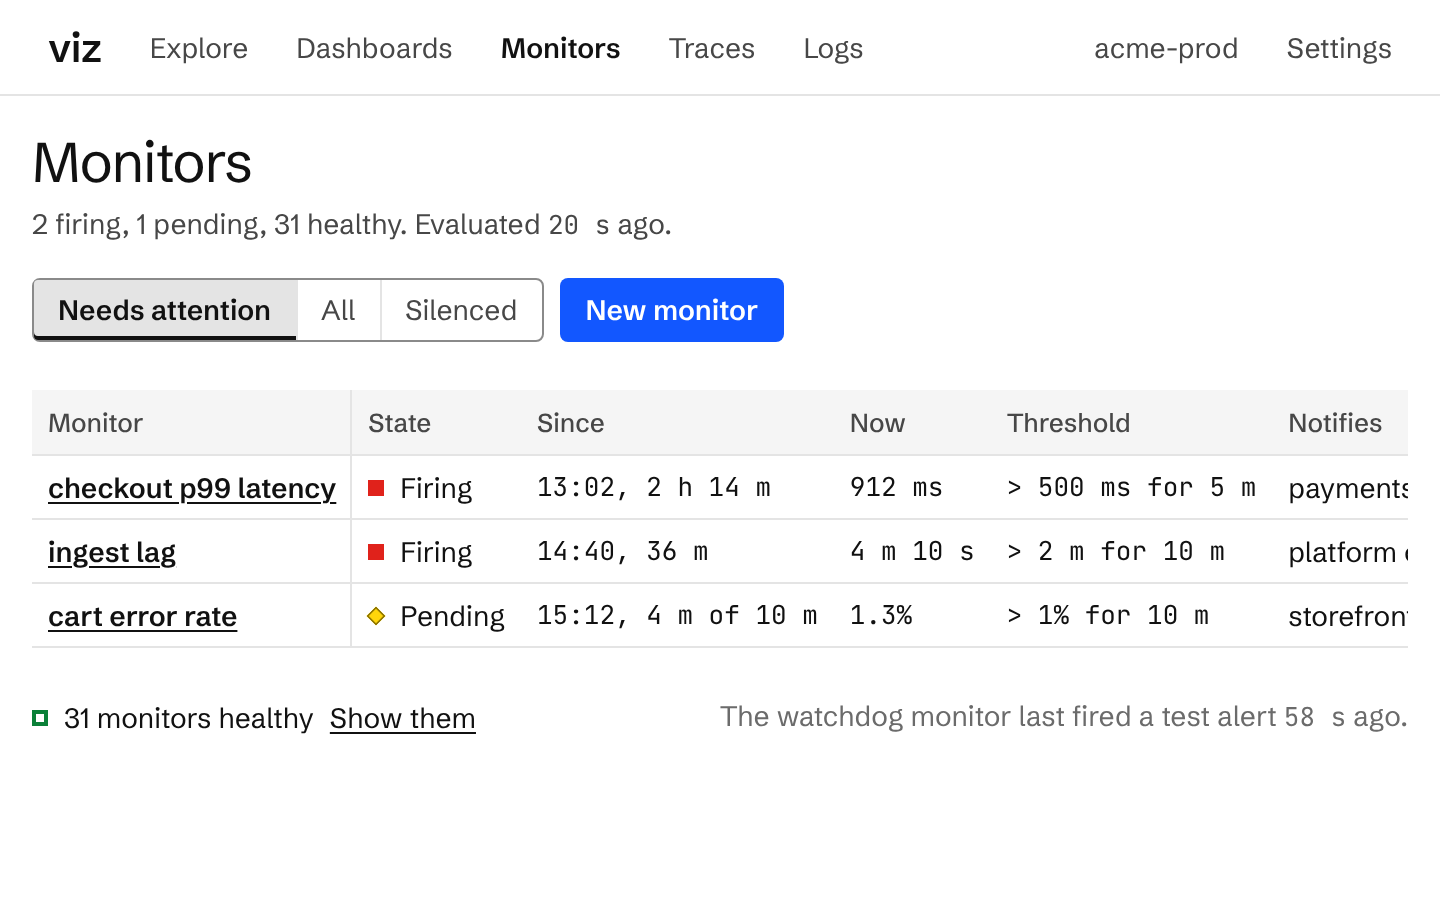 viz Explore Dashboards Monitors Traces Logs acme-prod Settings
Monitors
2 firing, 1 pending, 31 healthy. Evaluated 20 s ago.
Needs attention All Silenced New monitor
Monitor State Since Now Threshold Notifies
checkout p99 latency Firing 13:02, 2 h 14 m 912 ms > 500 ms for 5 m payments
ingest lag Firing 14:40, 36 m 4 m 10 s > 2 m for 10 m platform
cart error rate Pending 15:12, 4 m of 10 m 1.3% > 1% for 10 m storefront
31 monitors healthy Show them The watchdog monitor last fired a test alert 58 s ago.